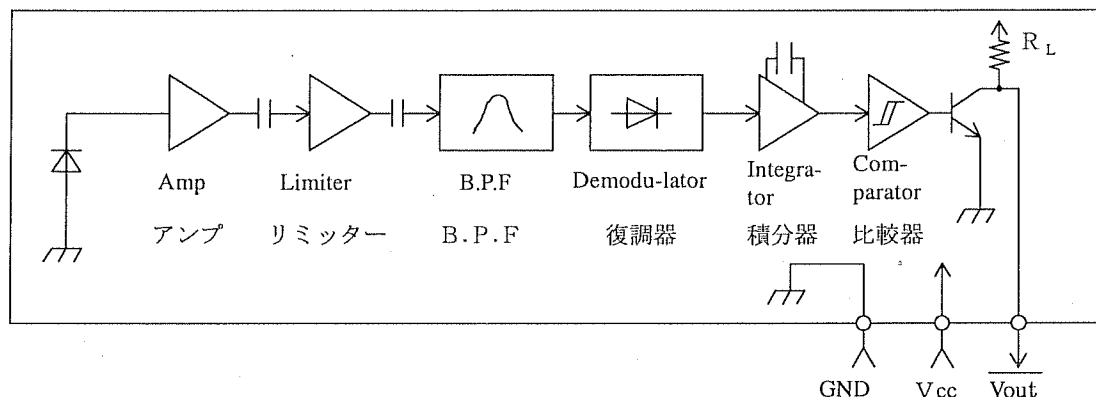 R L
Amp
Limiter
B.P.F
Demodu-lator
Integra-
tor
Com-
parator
アンプ
リミッター
B.P.F
復調器
積分器
比較器
GND
Vcc
Vout